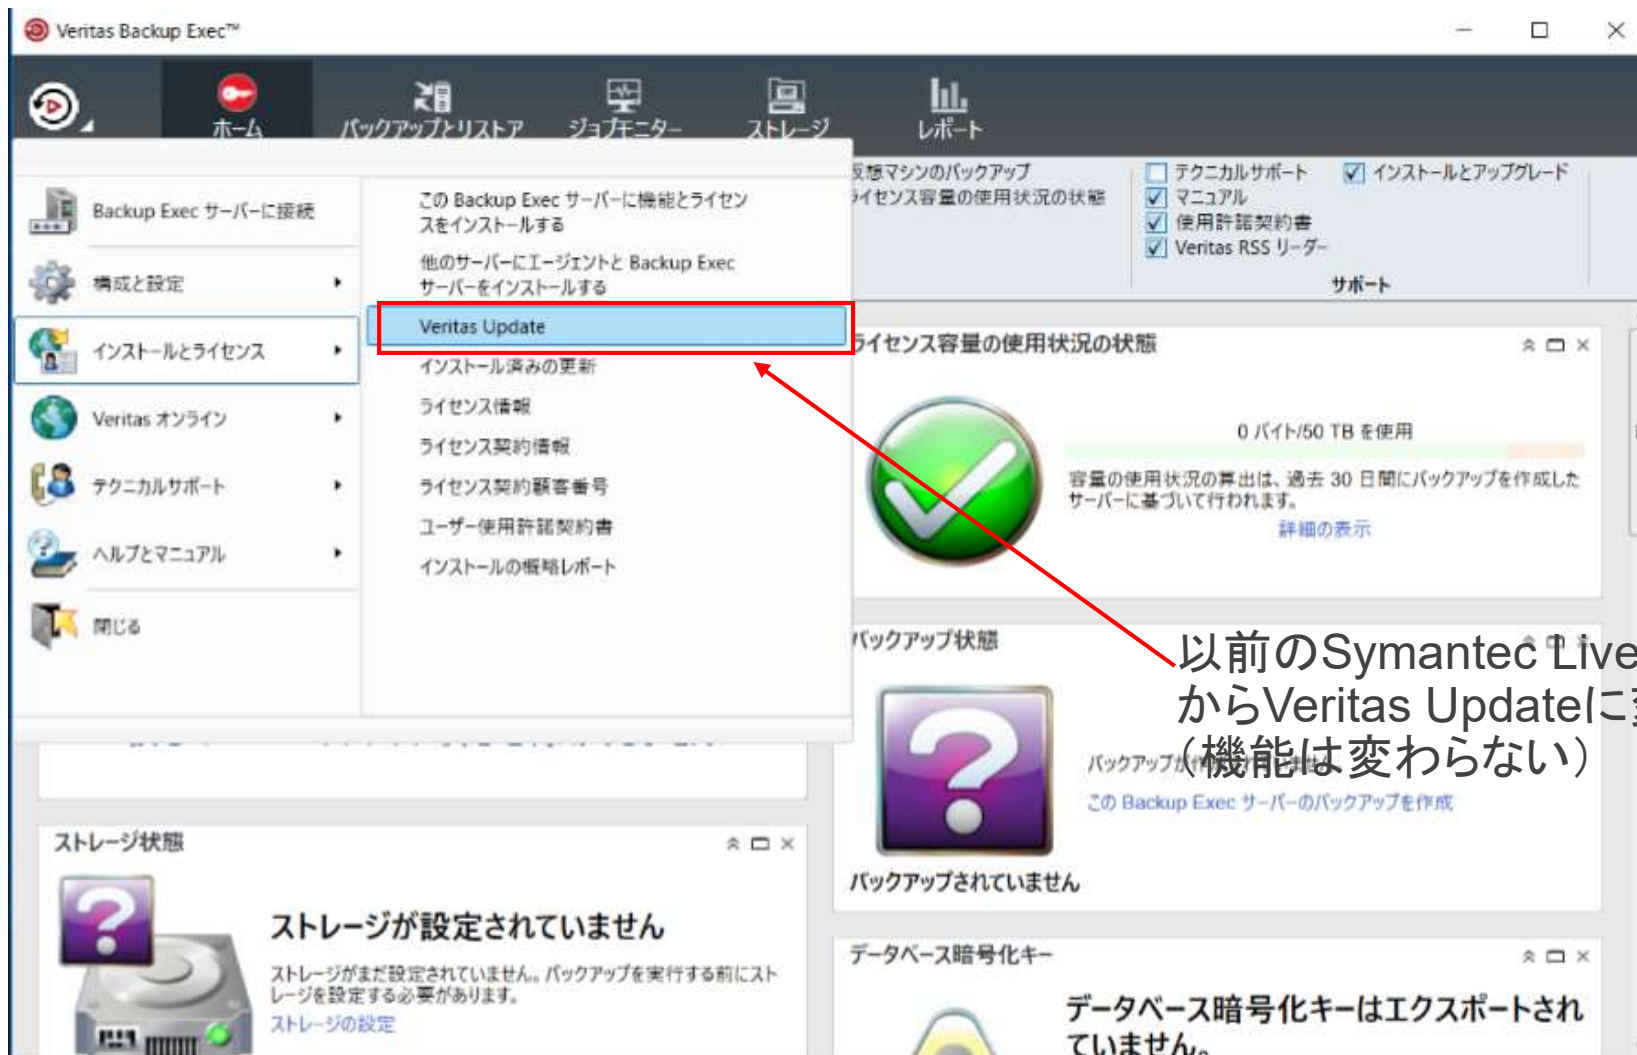 Veritas Backup Exec™
ホーム
バックアップとリストア
ジョブモニター
ストレージ
レポート
Backup Exec サーバーに接続
構成と設定
インストールとライセンス
Veritas オンライン
テクニカルサポート
ヘルプとマニュアル
閉じる
この Backup Exec サーバーに機能とライセン
スをインストールする
他のサーバーにエージェントと Backup Exec
サーバーをインストールする
Veritas Update
インストール済みの更新
ライセンス情報
ライセンス契約情報
ライセンス契約顧客番号
ユーザー使用許諾契約書
インストールの概略レポート
仮想マシンのバックアップ
ライセンス容量の使用状況の状態
テクニカルサポート
インストールとアップグレード
マニュアル
使用許諾契約書
Veritas RSS リーダー
サポート
ライセンス容量の使用状況の状態
0 バイト/50 TB を使用
容量の使用状況の算出は、過去 30 日間にバックアップを作成した
サーバーに基づいて行われます。
詳細の表示
バックアップ状態
以前のSymantec Live
からVeritas Updateに
（機能は変わらない）
この Backup Exec サーバーのバックアップを作成
バックアップされていません
ストレージ状態
ストレージが設定されていません
ストレージがまだ設定されていません。バックアップを実行する前にスト
レージを設定する必要があります。
ストレージの設定
データベース暗号化キー
データベース暗号化キーはエクスポートされ
ていません。